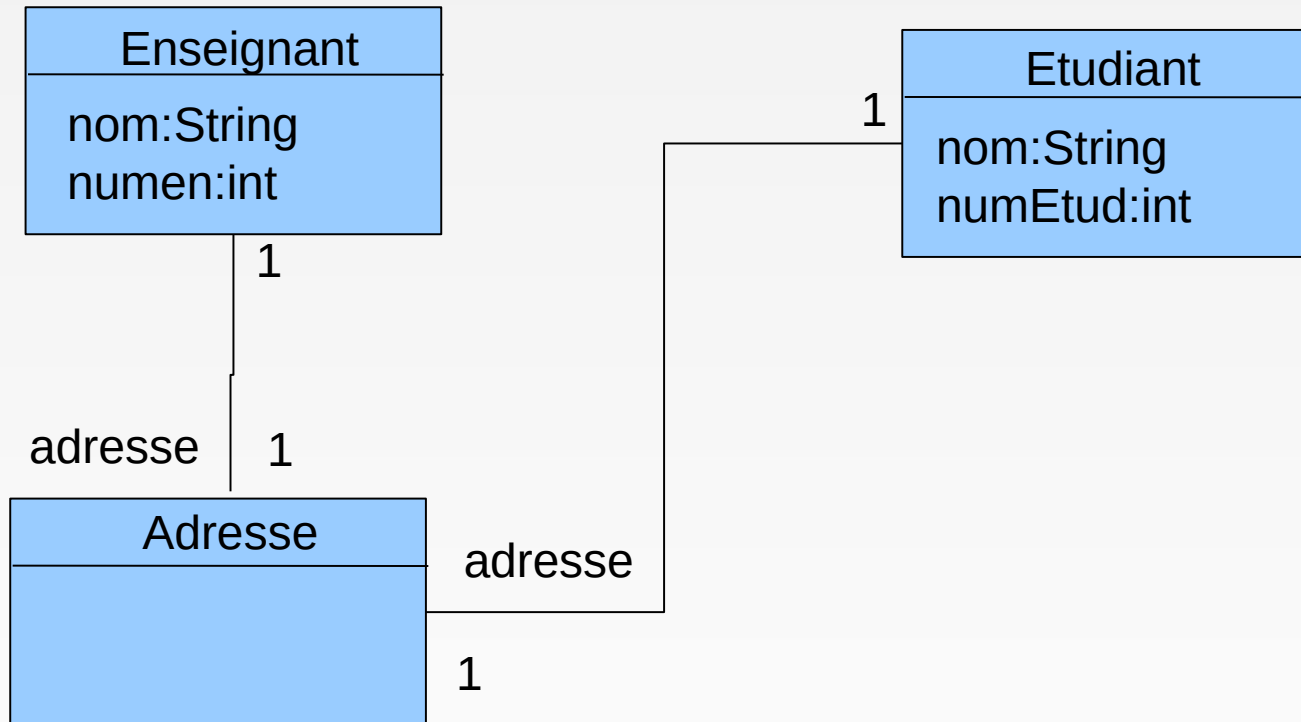 Enseignant
nom:String
numen:int
1
adresse
1
Adresse
adresse
1
1
Etudiant
nom:String
numEtud:int